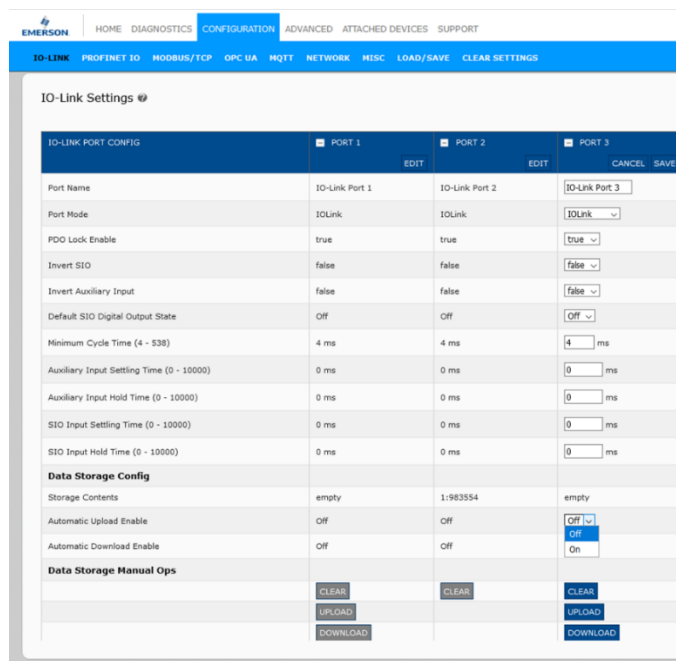 EMERSON HOME DIAGNOSTICS CONFIGURATION ADVANCED ATTACHED DEVICES SUPPORT
IO-LINK PROFINET IO MODBUS/TCP OPC UA MQTT NETWORK MISC LOAD/SAVE CLEAR SETTINGS
IO-Link Settings
IO-LINK PORT CONFIG PORT 1 PORT 2 PORT 3
EDIT EDIT CANCEL SAVE
Port Name IO-Link Port 1 IO-Link Port 2 IO-Link Port 3
Port Mode IOLink IOLink IOLink
PDO Lock Enable true true true
Invert SIO false false false
Invert Auxiliary Input false false false
Default SIO Digital Output State Off Off Off
Minimum Cycle Time (4 - 538) 4 ms 4 ms 4 ms
Auxiliary Input Settling Time (0 - 10000) 0 ms 0 ms 0 ms
Auxiliary Input Hold Time (0 - 10000) 0 ms 0 ms 0 ms
SIO Input Settling Time (0 - 10000) 0 ms 0 ms 0 ms
SIO Input Hold Time (0 - 10000) 0 ms 0 ms 0 ms
Data Storage Config
Storage Contents empty 1:983554 empty
Automatic Upload Enable Off Off Off
Off
Automatic Download Enable Off Off On
Data Storage Manual Ops
CLEAR CLEAR CLEAR
UPLOAD UPLOAD
DOWNLOAD DOWNLOAD